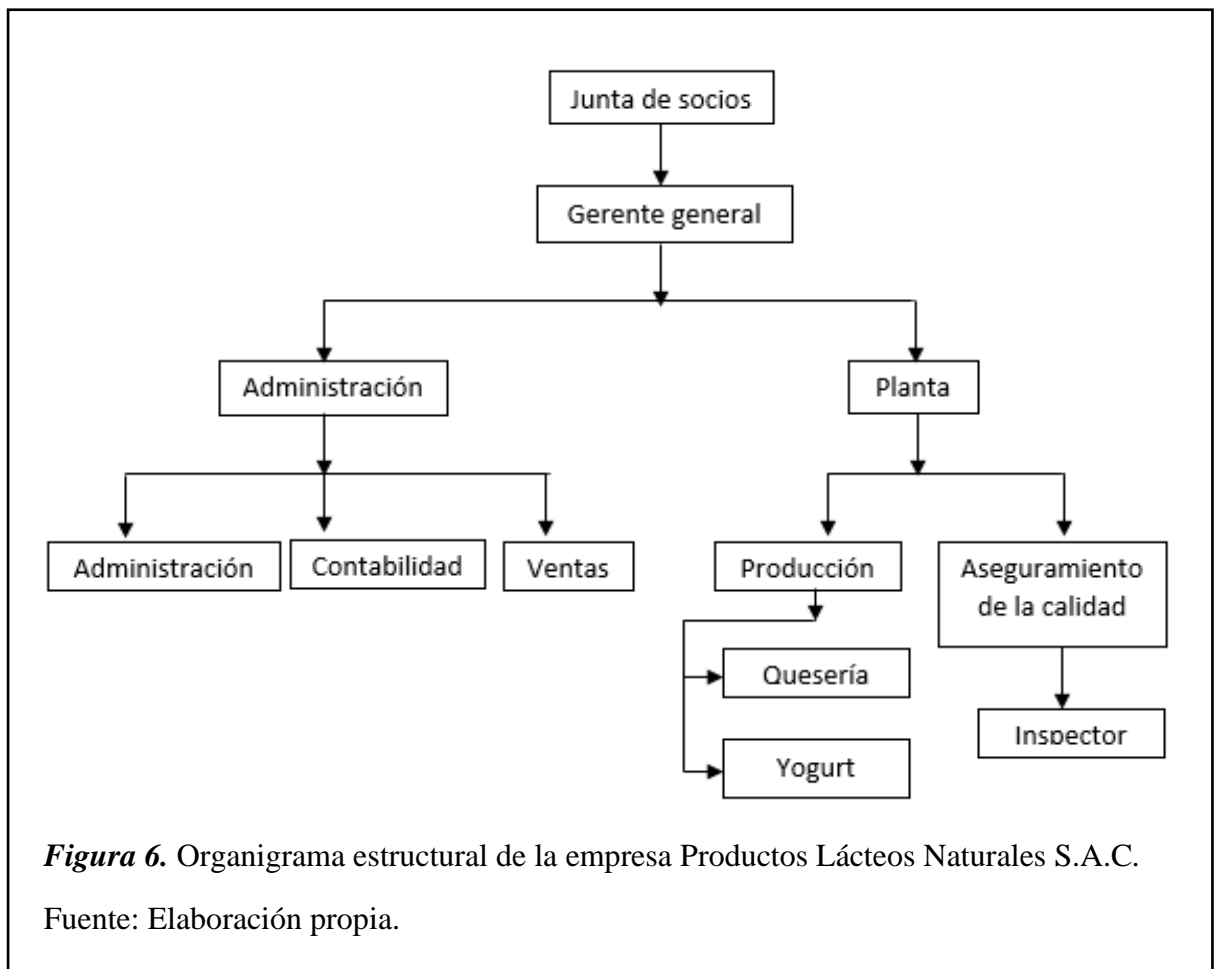 Junta de socios
Gerente general
Administración
Planta
Administración
Contabilidad
Ventas
Producción
Aseguramiento
de la calidad
Quesería
Inspector
Yogurt
Figura 6. Organigrama estructural de la empresa Productos Lácteos Naturales S.A.C.
Fuente: Elaboración propia.